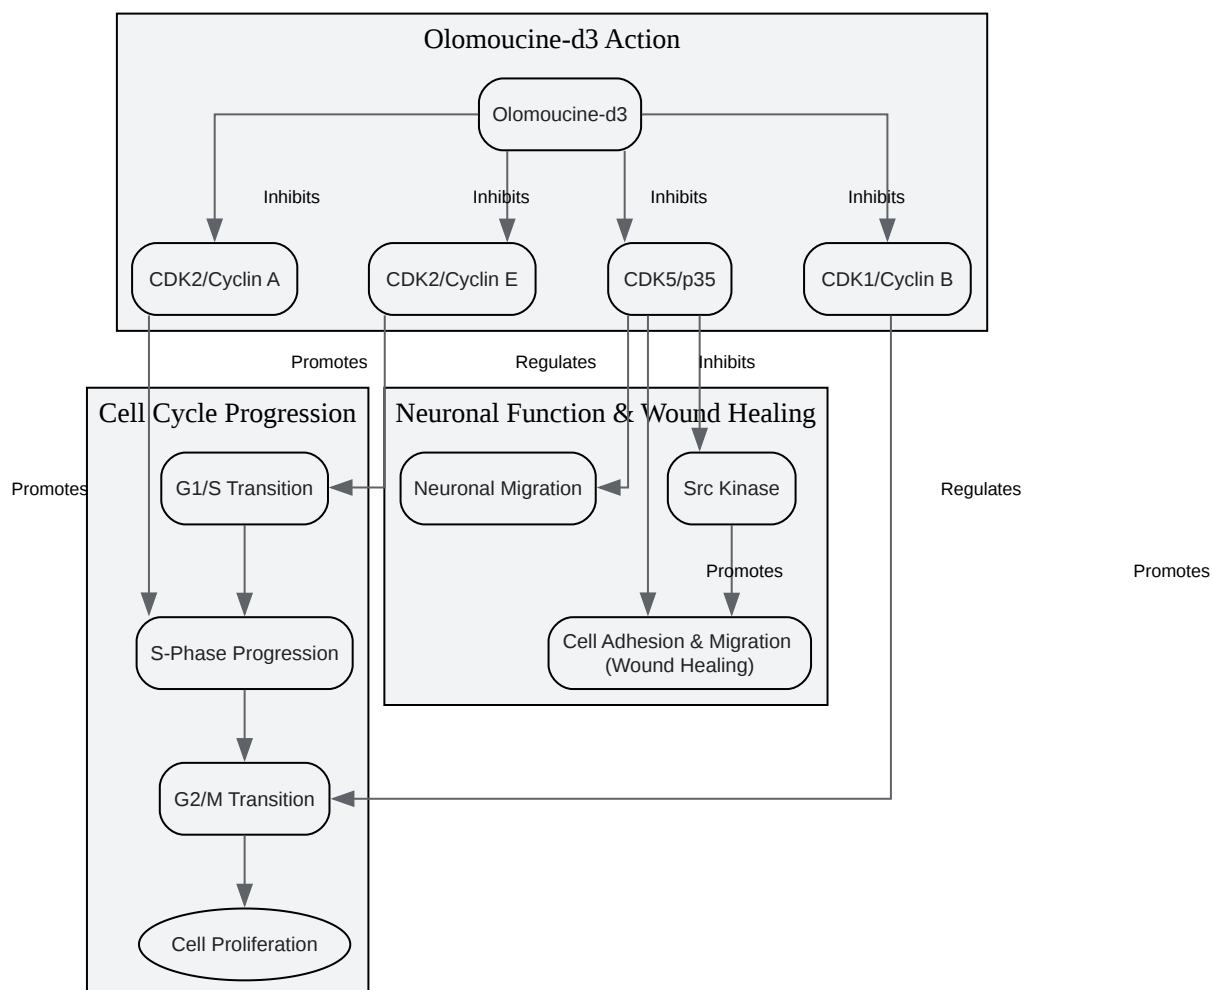 Olomoucine-d3 Action
Olomoucine-d3
Inhibits
Inhibits
Inhibits
Inhibits
CDK2/Cyclin A
CDK2/Cyclin E
CDK5/p35
CDK1/Cyclin B
Promotes
Regulates
Inhibits
Cell Cycle Progression
Neuronal Function & Wound Healing
Promotes
G1/S Transition
Neuronal Migration
Src Kinase
Regulates
Promotes
Promotes
S-Phase Progression
Cell Adhesion & Migration
(Wound Healing)
G2/M Transition
Cell Proliferation